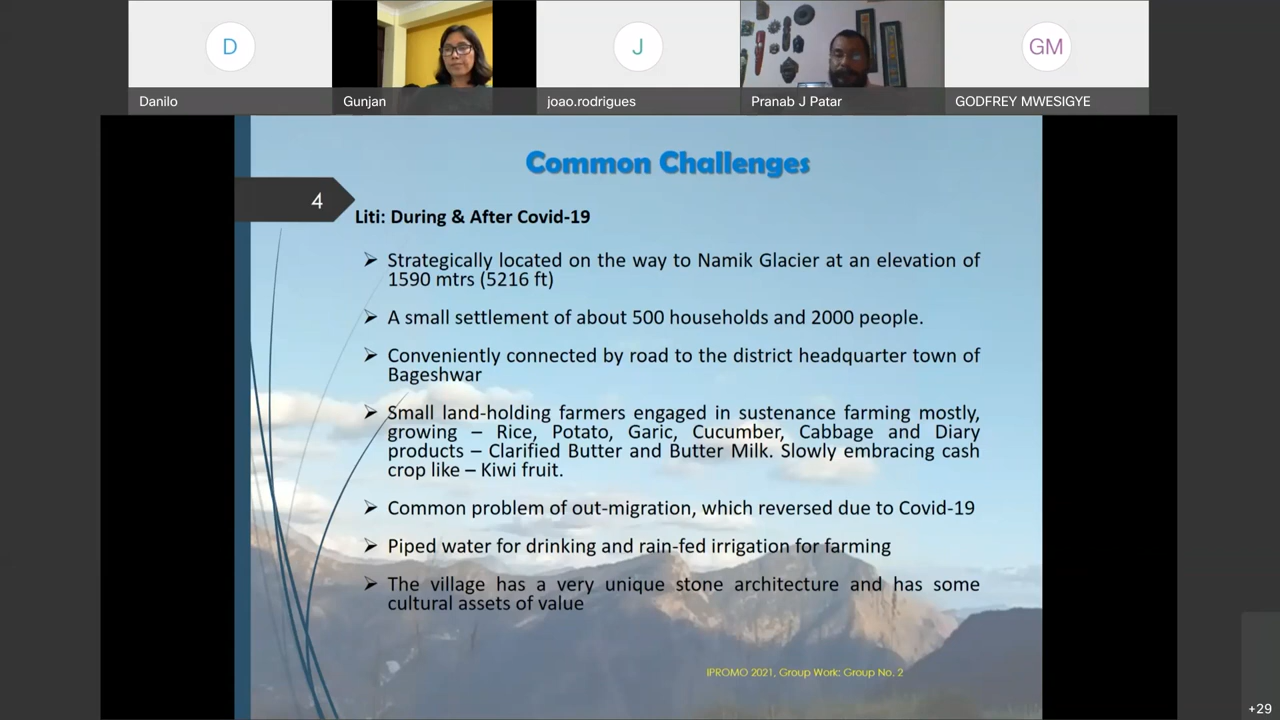 D
J
GM
Danilo
Gunjan
joao.rodrigues
Pranab J Patar
GODFREY MWESIGYE
Common Challenges
4
Liti: During & After Covid-19
➢ Strategically located on the way to Namik Glacier at an elevation of
1590 mtrs (5216 ft)
➢ A small settlement of about 500 households and 2000 people.
➢ Conveniently connected by road to the district headquarter town of
Bageshwar
➢ Small land-holding farmers engaged in sustenance farming mostly,
growing – Rice, Potato, Garic, Cucumber, Cabbage and Diary
products – Clarified Butter and Butter Milk. Slowly embracing cash
crop like – Kiwi fruit.
➢ Common problem of out-migration, which reversed due to Covid-19
➢ Piped water for drinking and rain-fed irrigation for farming
➢ The village has a very unique stone architecture and has some
cultural assets of value
IPROMO 2021, Group Work: Group No. 2
+29